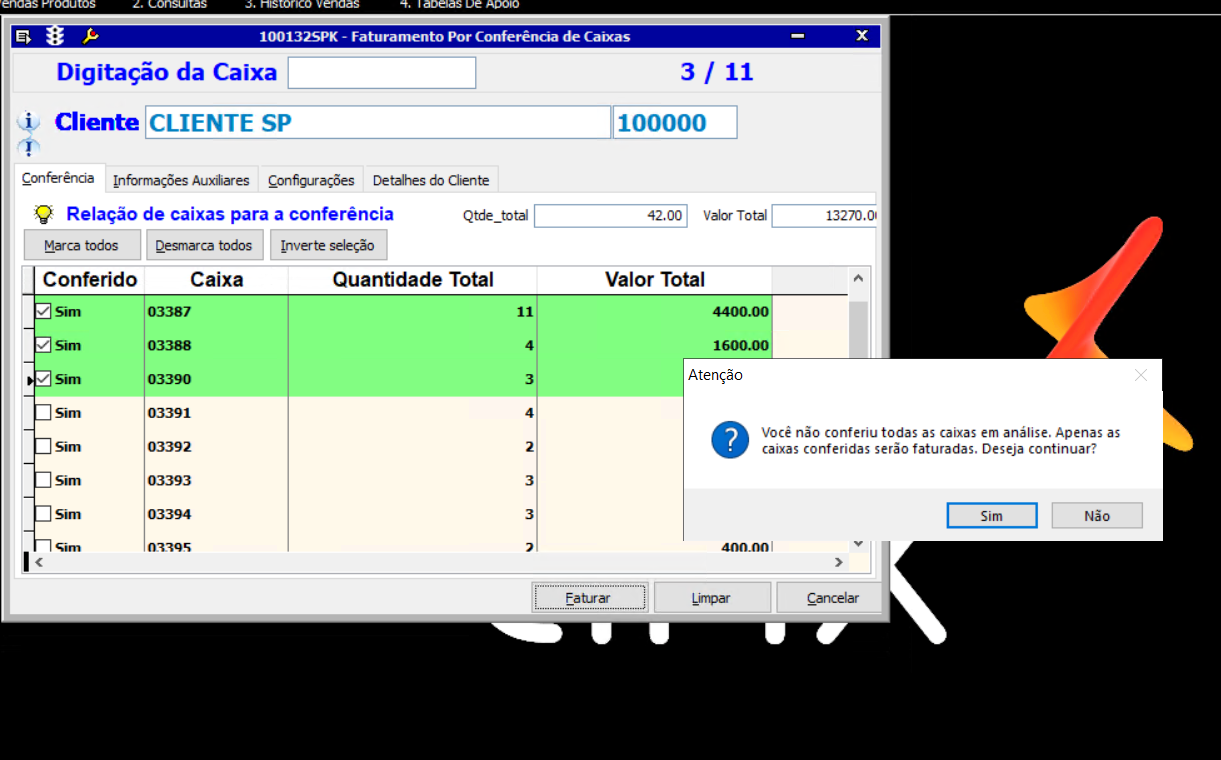 endas Produtos 2. Consultas 3. Histórico Vendas 4. Tabelas De Apoio
100132SPK - Faturamento Por Conferência de Caixas X
Digitação da Caixa 3 / 11
Cliente CLIENTE SP 100000
Conferência Informações Auxiliares Configurações Detalhes do Cliente
Relação de caixas para a conferência Qtde_total 42.00 Valor Total 13270.00
Marca todos Desmarca todos Inverte seleção
Conferido Caixa Quantidade Total Valor Total
Sim 03387 11 4400.00
Sim 03388 4 1600.00
Sim 03390 3
Sim 03391 4
Sim 03392 2
Sim 03393 3
Sim 03394 3
Sim 03395 2 400.00
Faturar Limpar Cancelar
Atenção
Você não conferiu todas as caixas em análise. Apenas as
caixas conferidas serão faturadas. Deseja continuar?
Sim Não